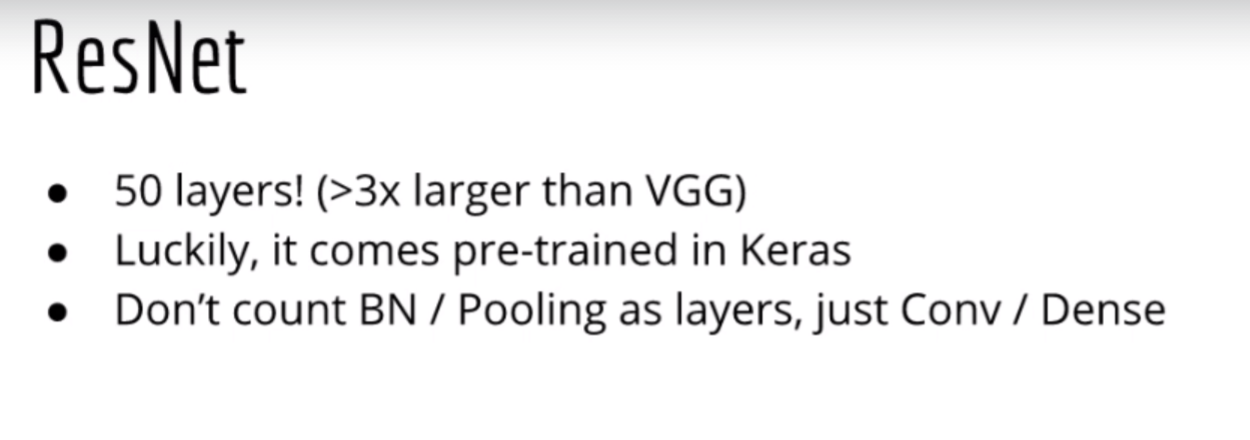 ResNet
● 50 layers! (>3x larger than VGG)
● Luckily, it comes pre-trained in Keras
● Don’t count BN / Pooling as layers, just Conv / Dense